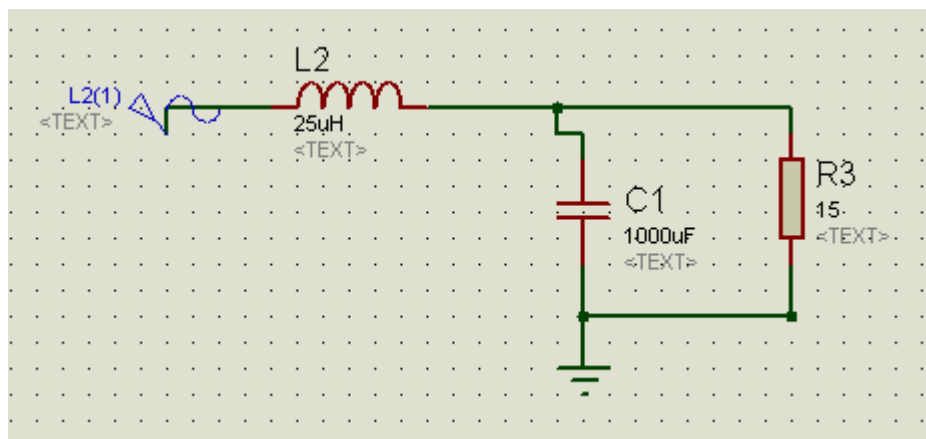 L2
L2(1)
<TEXT>
25uH
<TEXT>
C1
1000uF
<TEXT>
R3
15
<TEXT>